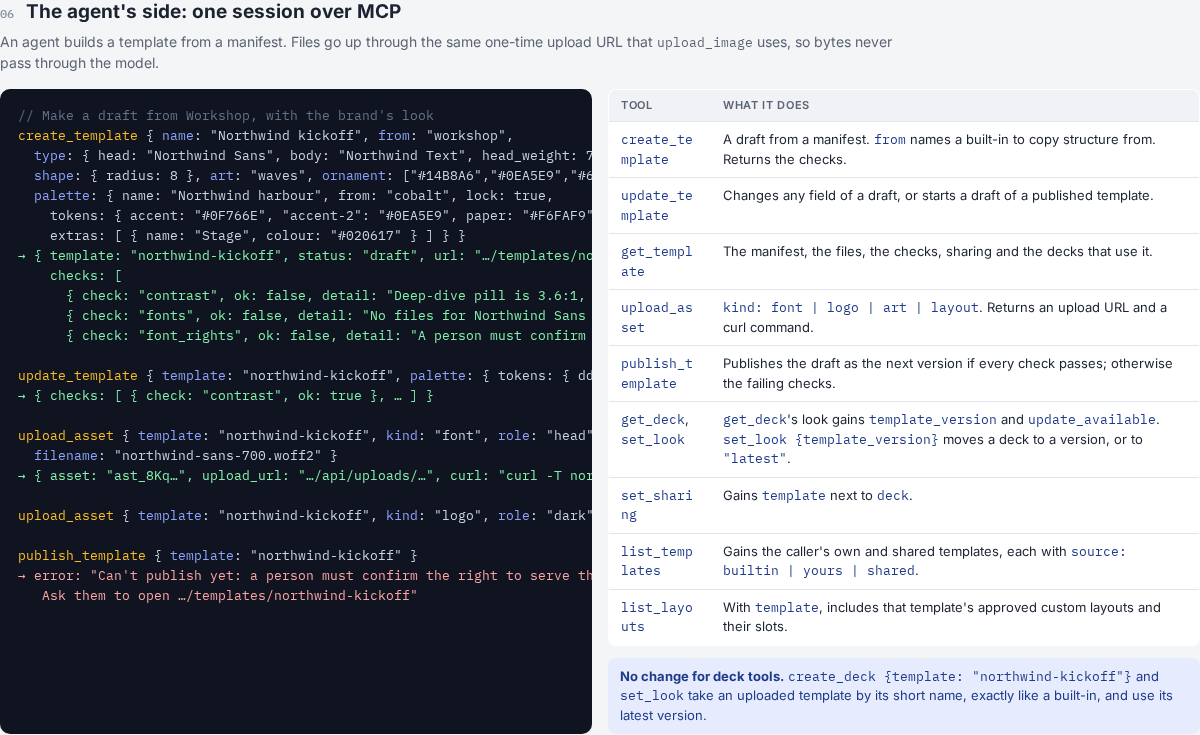 06 The agent's side: one session over MCP
An agent builds a template from a manifest. Files go up through the same one-time upload URL that upload_image uses, so bytes never
pass through the model.
// Make a draft from Workshop, with the brand's look
create_template { name: "Northwind kickoff", from: "workshop",
type: { head: "Northwind Sans", body: "Northwind Text", head_weight: 7
shape: { radius: 8 }, art: "waves", ornament: ["#14B8A6","#0EA5E9","#6
palette: { name: "Northwind harbour", from: "cobalt", lock: true,
tokens: { accent: "#0F766E", "accent-2": "#0EA5E9", paper: "#F6FAF9"
extras: [ { name: "Stage", colour: "#020617" } ] } }
→ { template: "northwind-kickoff", status: "draft", url: "…/templates/no
checks: [
{ check: "contrast", ok: false, detail: "Deep-dive pill is 3.6:1,
{ check: "fonts", ok: false, detail: "No files for Northwind Sans
{ check: "font_rights", ok: false, detail: "A person must confirm
update_template { template: "northwind-kickoff", palette: { tokens: { dd
→ { checks: [ { check: "contrast", ok: true }, … ] }
upload_asset { template: "northwind-kickoff", kind: "font", role: "head"
filename: "northwind-sans-700.woff2" }
→ { asset: "ast_8Kq…", upload_url: "…/api/uploads/…", curl: "curl -T nor
upload_asset { template: "northwind-kickoff", kind: "logo", role: "dark"
publish_template { template: "northwind-kickoff" }
→ error: "Can't publish yet: a person must confirm the right to serve th
Ask them to open …/templates/northwind-kickoff"
TOOL WHAT IT DOES
create_te A draft from a manifest. from names a built-in to copy structure from.
mplate Returns the checks.
update_te Changes any field of a draft, or starts a draft of a published template.
mplate
get_templ The manifest, the files, the checks, sharing and the decks that use it.
ate
upload_as kind: font | logo | art | layout. Returns an upload URL and a
set curl command.
publish_t Publishes the draft as the next version if every check passes; otherwise
emplate the failing checks.
get_deck, get_deck's look gains template_version and update_available.
set_look set_look {template_version} moves a deck to a version, or to
"latest".
set_shari Gains template next to deck.
ng
list_temp Gains the caller's own and shared templates, each with source:
lates builtin | yours | shared.
list_layo With template, includes that template's approved custom layouts and
uts their slots.
No change for deck tools. create_deck {template: "northwind-kickoff"} and
set_look take an uploaded template by its short name, exactly like a built-in, and use its
latest version.